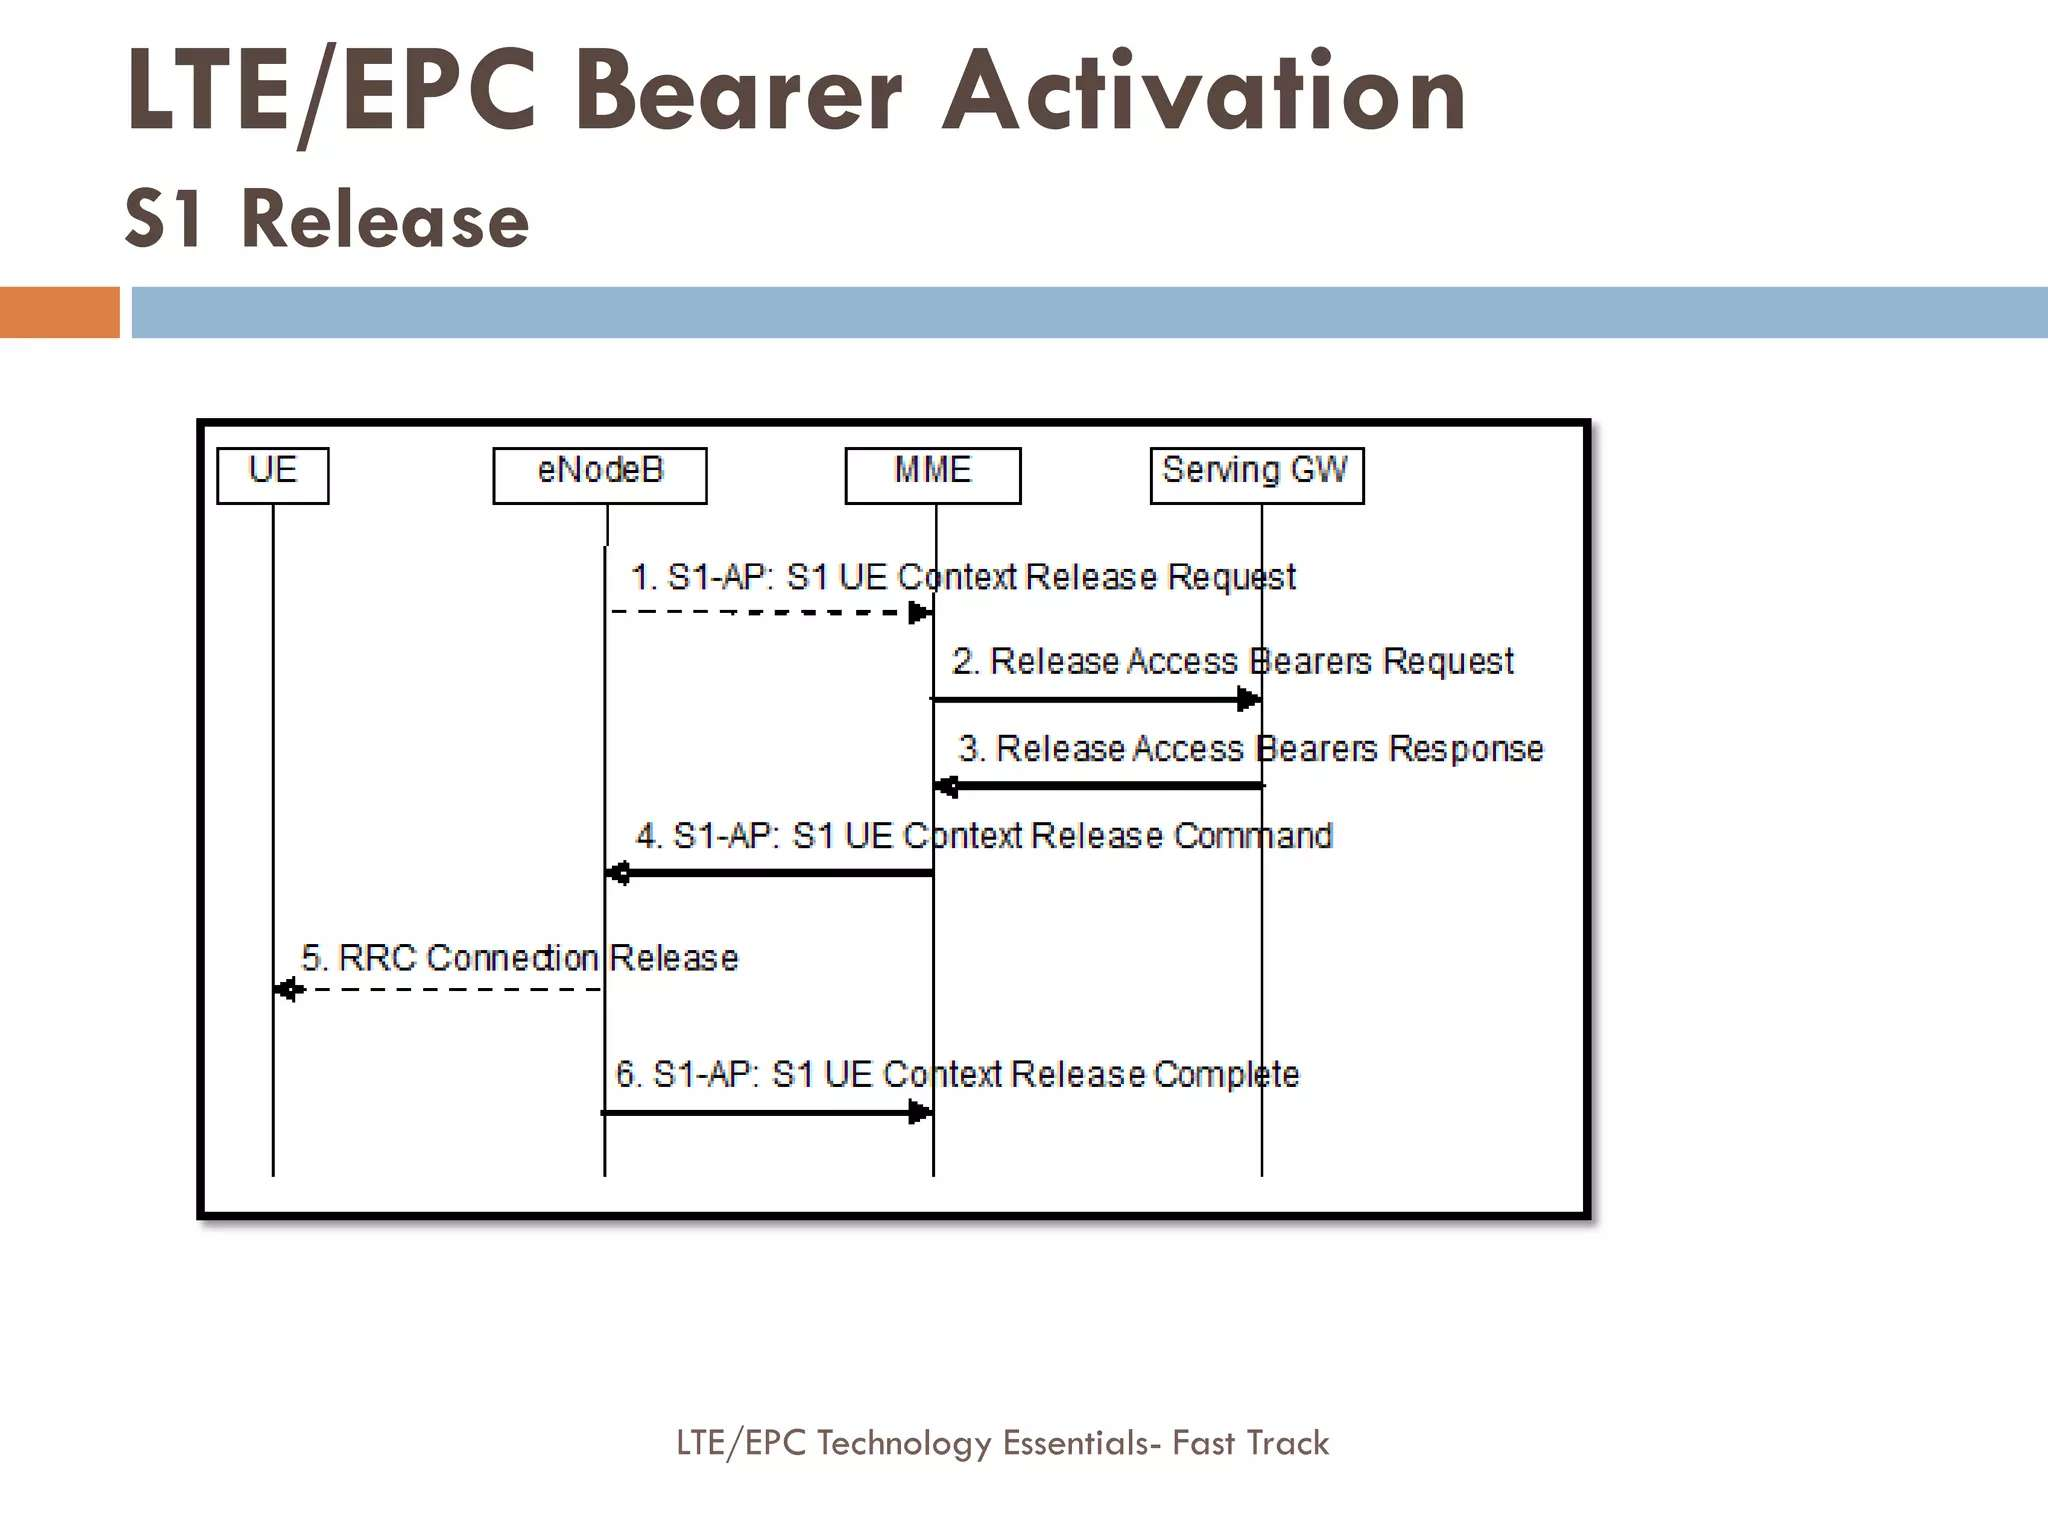 LTE/EPC Bearer Activation
S1 Release
UE
eNodeB
MME
Serving GW
1. S1-AP: S1 UE Context Release Request
2. Release Access Bearers Request
3. Release Access Bearers Response
4. S1-AP: S1 UE Context Release Command
5. RRC Connection Release
6. S1-AP: S1 UE Context Release Complete
LTE/EPC Technology Essentials- Fast Track